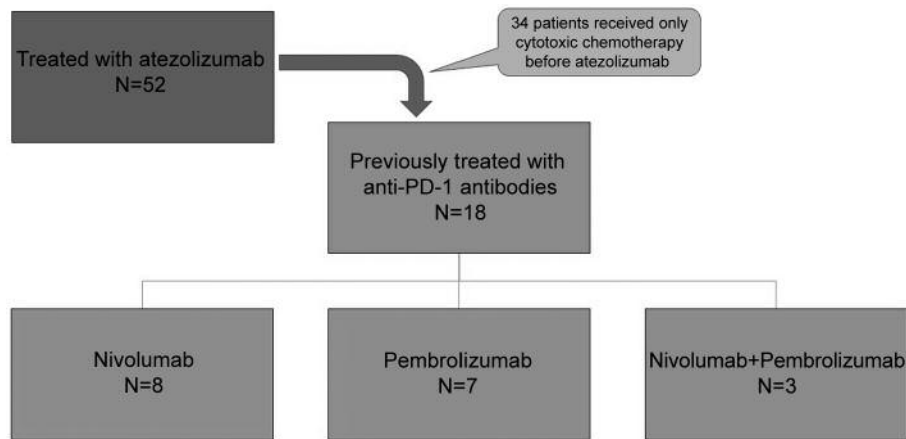 34 patients received only
cytotoxic chemotherapy
before atezolizumab
Treated with atezolizumab
N=52
Previously treated with
anti-PD-1 antibodies
N=18
Nivolumab
N=8
Pembrolizumab
N=7
Nivolumab+Pembrolizumab
N=3